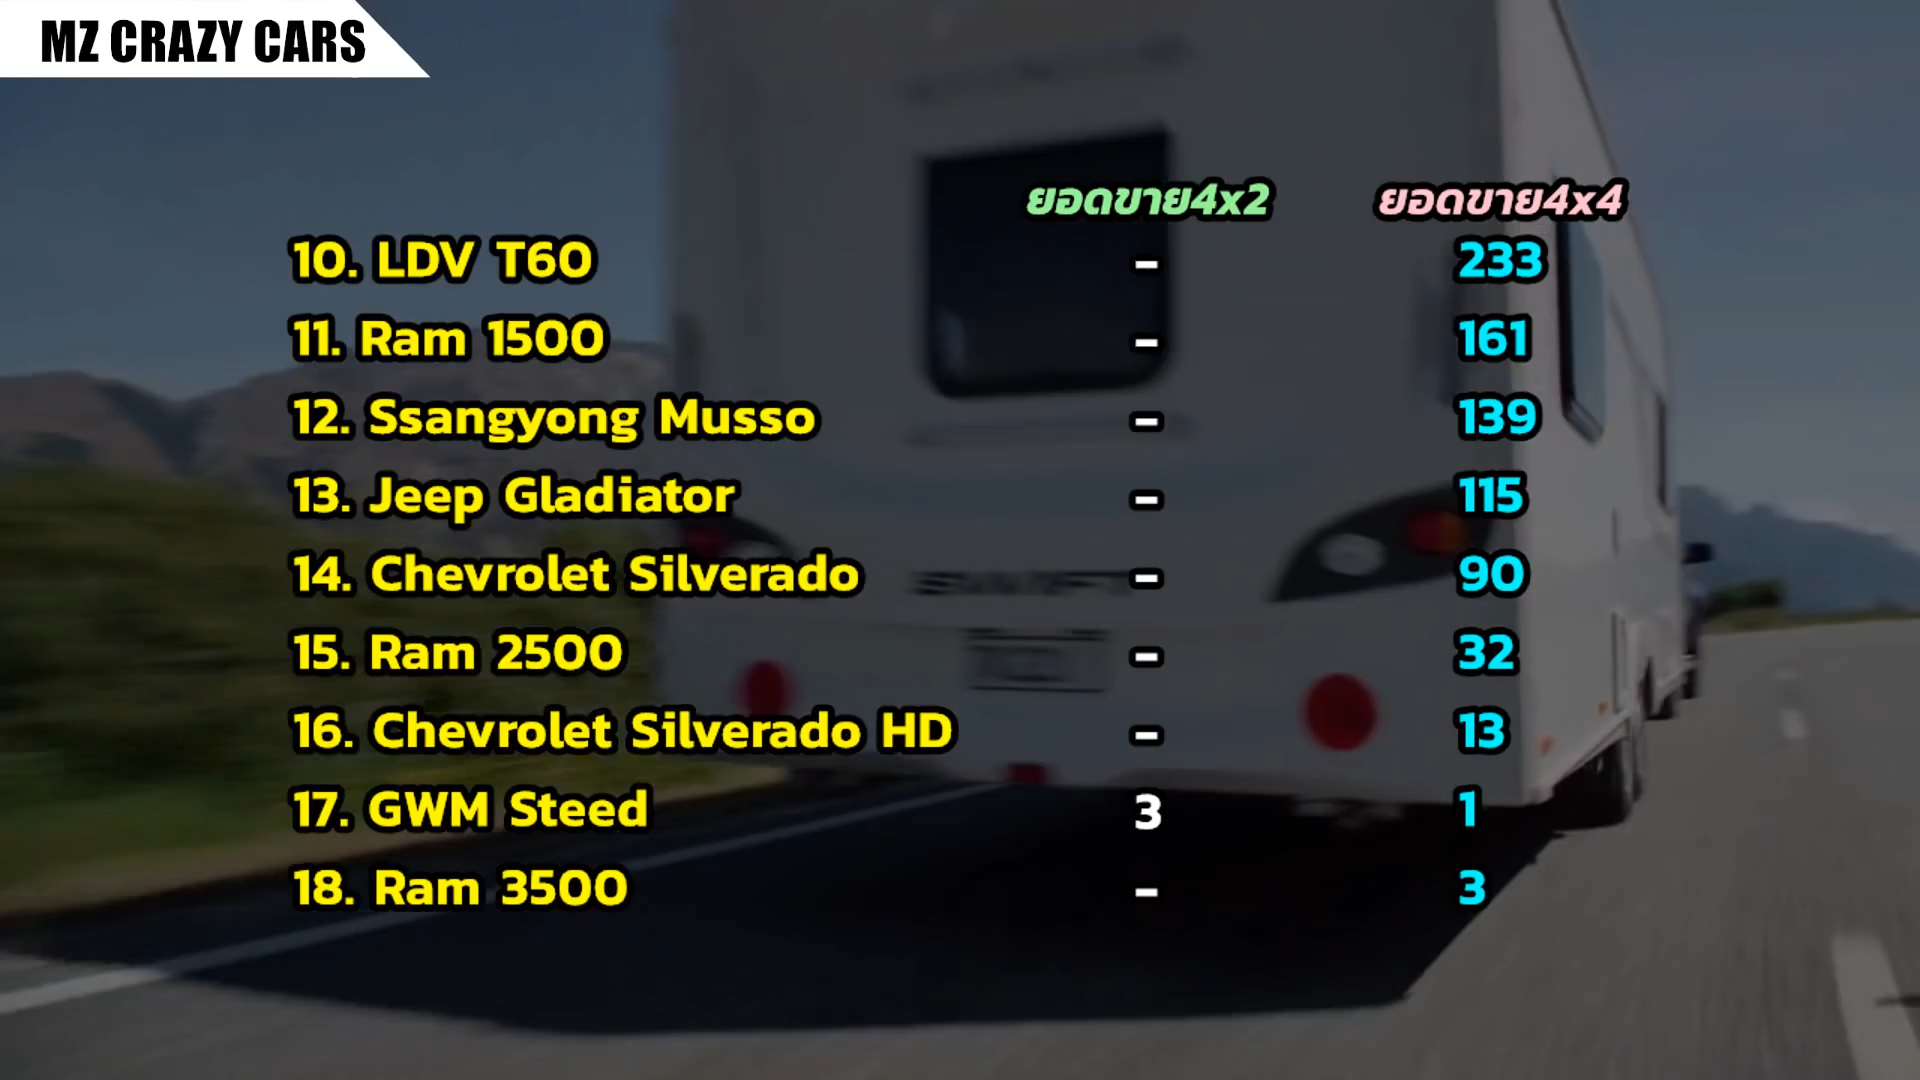 MZ CRAZY CARS
ยอดขาย4x2 ยอดขาย4x4
10. LDV T60 - 233
11. Ram 1500 - 161
12. Ssangyong Musso - 139
13. Jeep Gladiator - 115
14. Chevrolet Silverado - 90
15. Ram 2500 - 32
16. Chevrolet Silverado HD - 13
17. GWM Steed 3 1
18. Ram 3500 - 3